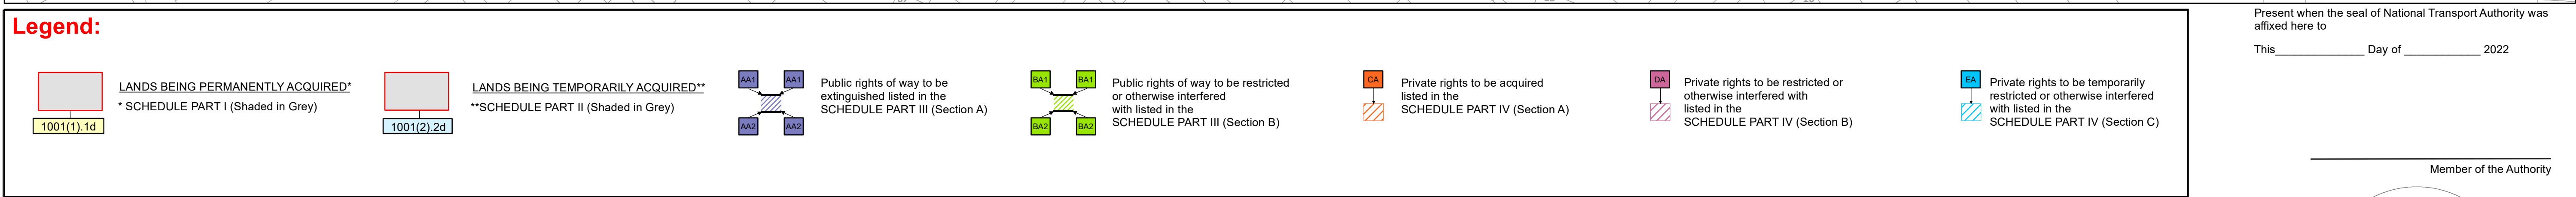 Legend:
LANDS BEING PERMANENTLY ACQUIRED*
* SCHEDULE PART I (Shaded in Grey)
1001(1).1d
LANDS BEING TEMPORARILY ACQUIRED**
**SCHEDULE PART II (Shaded in Grey)
1001(2).2d
AA1 AA1
AA2 AA2
Public rights of way to be
extinguished listed in the
SCHEDULE PART III (Section A)
BA1 BA1
BA2 BA2
Public rights of way to be restricted
or otherwise interfered
with listed in the
SCHEDULE PART III (Section B)
CA
Private rights to be acquired
listed in the
SCHEDULE PART IV (Section A)
DA
Private rights to be restricted or
otherwise interfered with
listed in the
SCHEDULE PART IV (Section B)
EA
Private rights to be temporarily
restricted or otherwise interfered
with listed in the
SCHEDULE PART IV (Section C)
Present when the seal of National Transport Authority was
affixed here to
This______________ Day of ____________ 2022
Member of the Authority